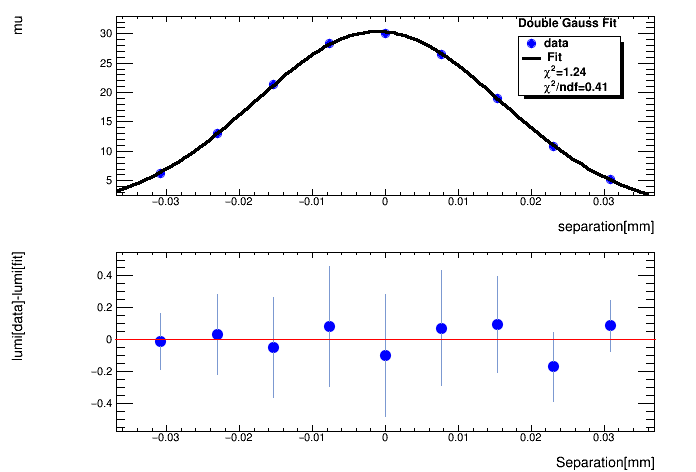 mu
Double Gauss Fit
data
Fit
χ²=1.24
χ²/ndf=0.41
30
25
20
15
10
5
−0.03 −0.02 −0.01 0 0.01 0.02 0.03
separation[mm]
lumi[data]-lumi[fit]
0.4
0.2
0
−0.2
−0.4
−0.03 −0.02 −0.01 0 0.01 0.02 0.03
Separation[mm]